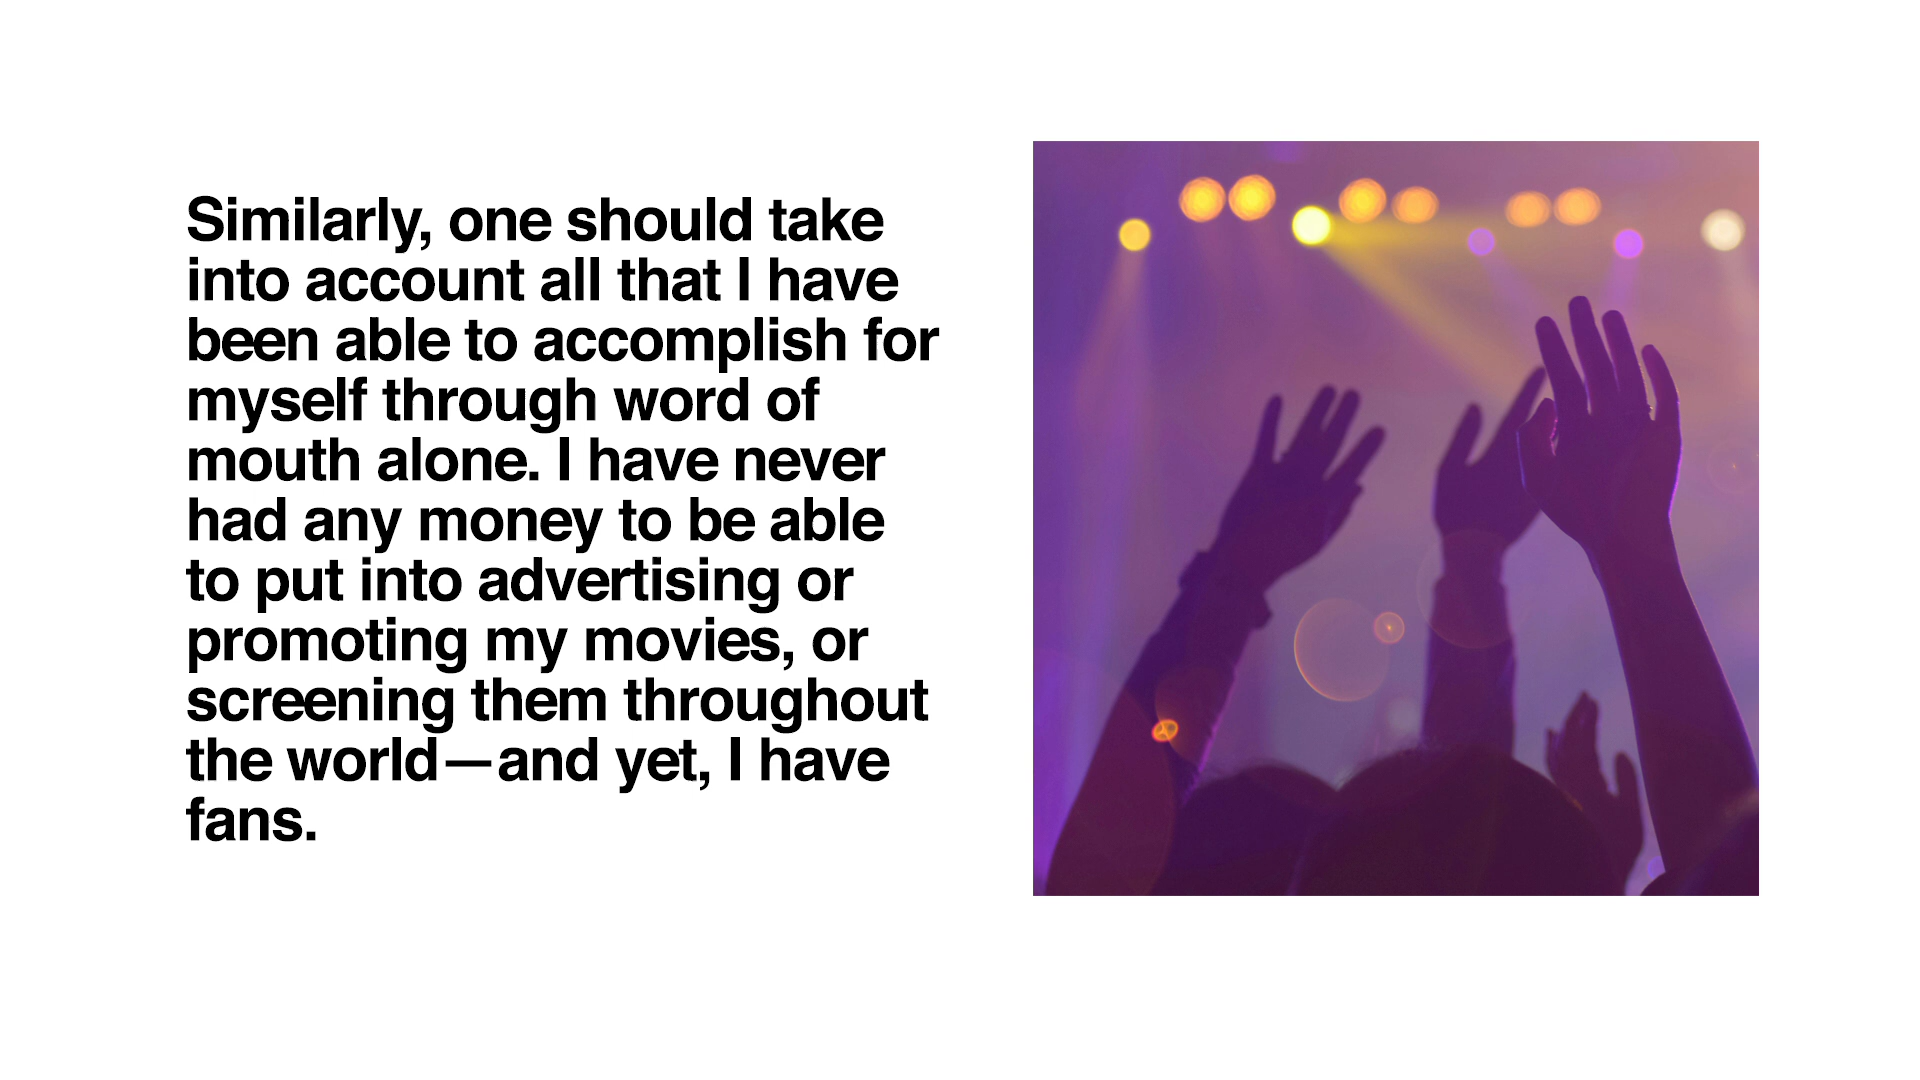 Similarly, one should take
into account all that I have
been able to accomplish for
myself through word of
mouth alone. I have never
had any money to be able
to put into advertising or
promoting my movies, or
screening them throughout
the world—and yet, I have
fans.